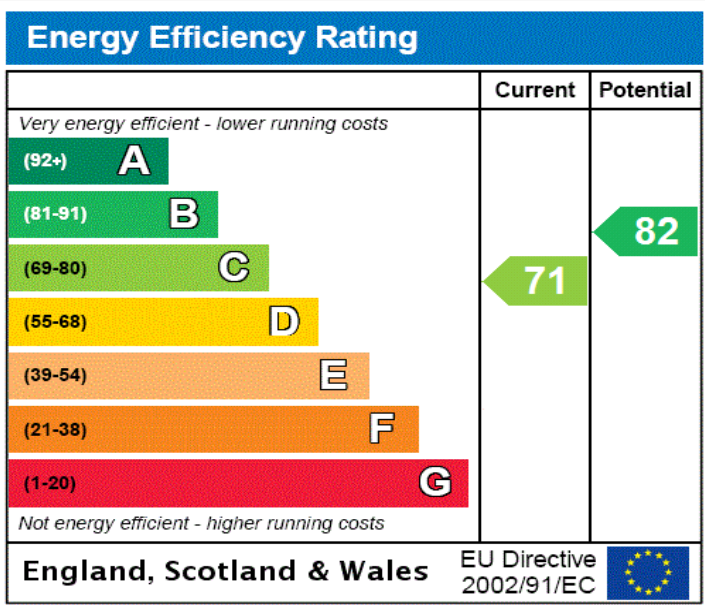 Energy Efficiency Rating
Current Potential
Very energy efficient - lower running costs
(92+) A
(81-91) B
82
(69-80) C
71
(55-68) D
(39-54) E
(21-38) F
(1-20) G
Not energy efficient - higher running costs
England, Scotland & Wales
EU Directive
2002/91/EC